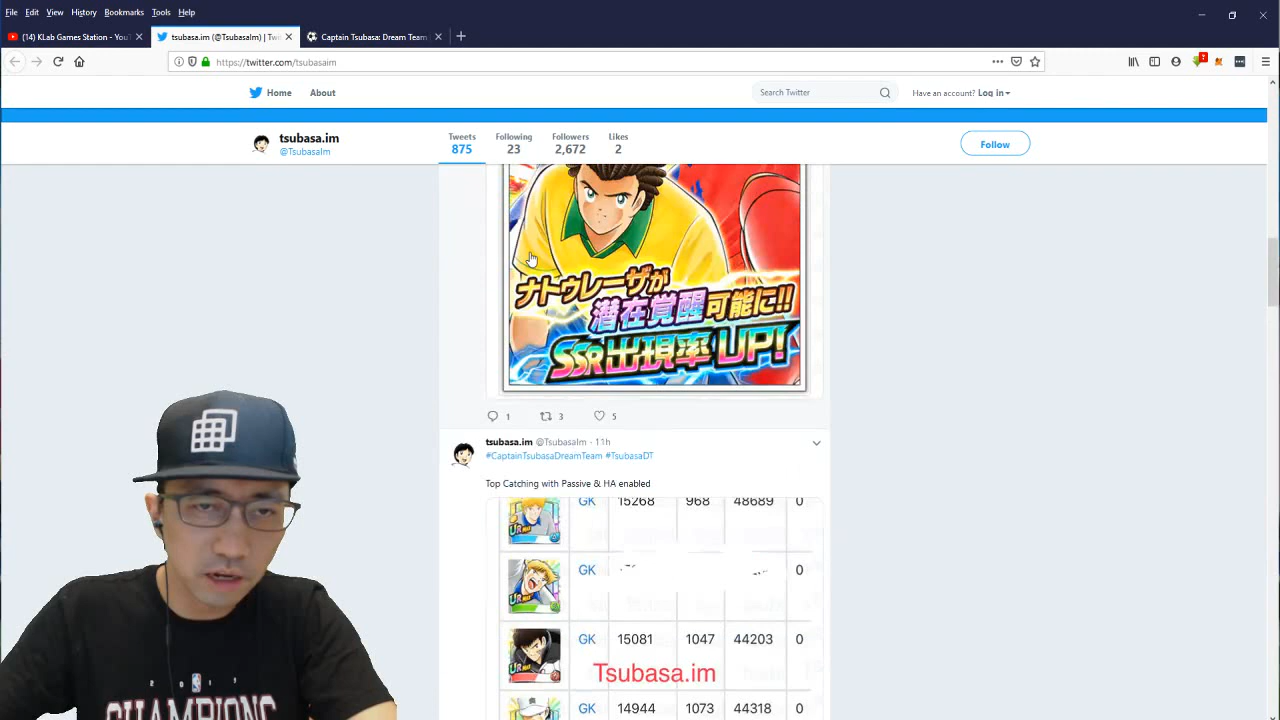 File Edit View History Bookmarks Tools Help
(14) KLab Games Station - You
tsubasa.im (@TsubasaIm) | Twi
Captain Tsubasa: Dream Team
https://twitter.com/tsubasaim
Home About
Search Twitter
Have an account? Log in
tsubasa.im
@TsubasaIm
Tweets Following Followers Likes
875 23 2,672 2
Follow
ナトゥレーザが
潜在覚醒可能に!!
SSR出現率UP!
1 3 5
tsubasa.im @TsubasaIm · 11h
#CaptainTsubasaDreamTeam #TsubasaDT
Top Catching with Passive & HA enabled
GK 15268 968 48689 0
GK 0
GK 15081 1047 44203 0
Tsubasa.im
GK 14944 1073 44318 0
CHAMPIONS